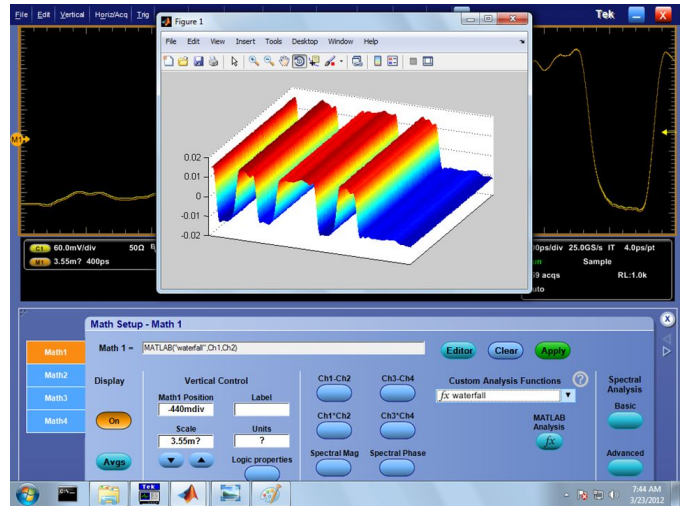 File Edit Vertical Horiz/Acq Trig
Tek
X
Figure 1
File Edit View Insert Tools Desktop Window Help
0.02
0.01
0
-0.01
-0.02
M1
C1 60.0mV/div 50Ω
M1 3.55m? 400ps
ps/div 25.0GS/s IT 4.0ps/pt
Sample
acqs RL:1.0k
uto
Math Setup - Math 1
X
Math1
Math2
Math3
Math4
Math 1 = MATLAB("waterfall",Ch1,Ch2)
Editor Clear Apply
Display
On
Avgs
Vertical Control
Math1 Position Label
-440mdiv
Scale Units
3.55m? ?
Logic properties
Ch1-Ch2 Ch3-Ch4
Ch1*Ch2 Ch3*Ch4
Spectral Mag Spectral Phase
Custom Analysis Functions ?
fx waterfall
MATLAB
Analysis
fx
Spectral
Analysis
Basic
Advanced
Tek
7:44 AM
3/23/2012